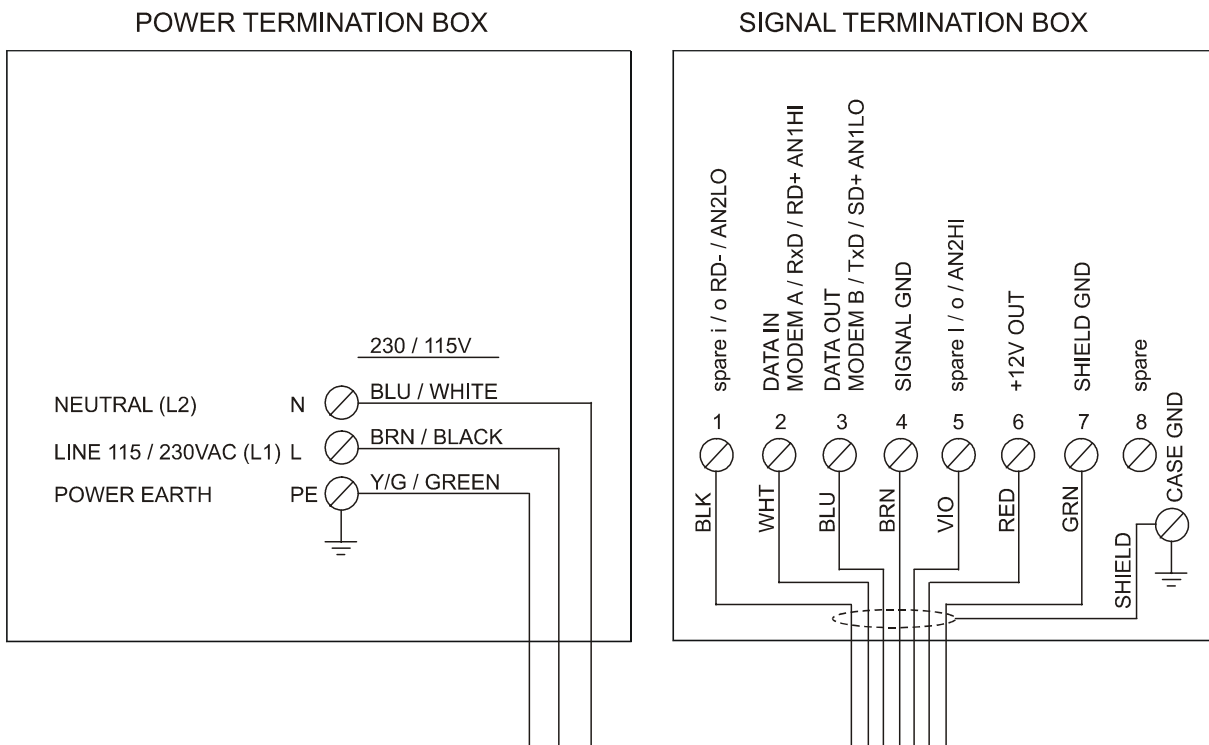 POWER TERMINATION BOX
230 / 115V
NEUTRAL (L2) N BLU / WHITE
LINE 115 / 230VAC (L1) L BRN / BLACK
POWER EARTH PE Y/G / GREEN
SIGNAL TERMINATION BOX
spare i / o RD- / AN2LO
DATA IN
MODEM A / RxD / RD+ AN1HI
DATA OUT
MODEM B / TxD / SD+ AN1LO
SIGNAL GND
spare I / o / AN2HI
+12V OUT
SHIELD GND
spare
1 2 3 4 5 6 7 8
CASE GND
BLK WHT BLU BRN VIO RED GRN
SHIELD